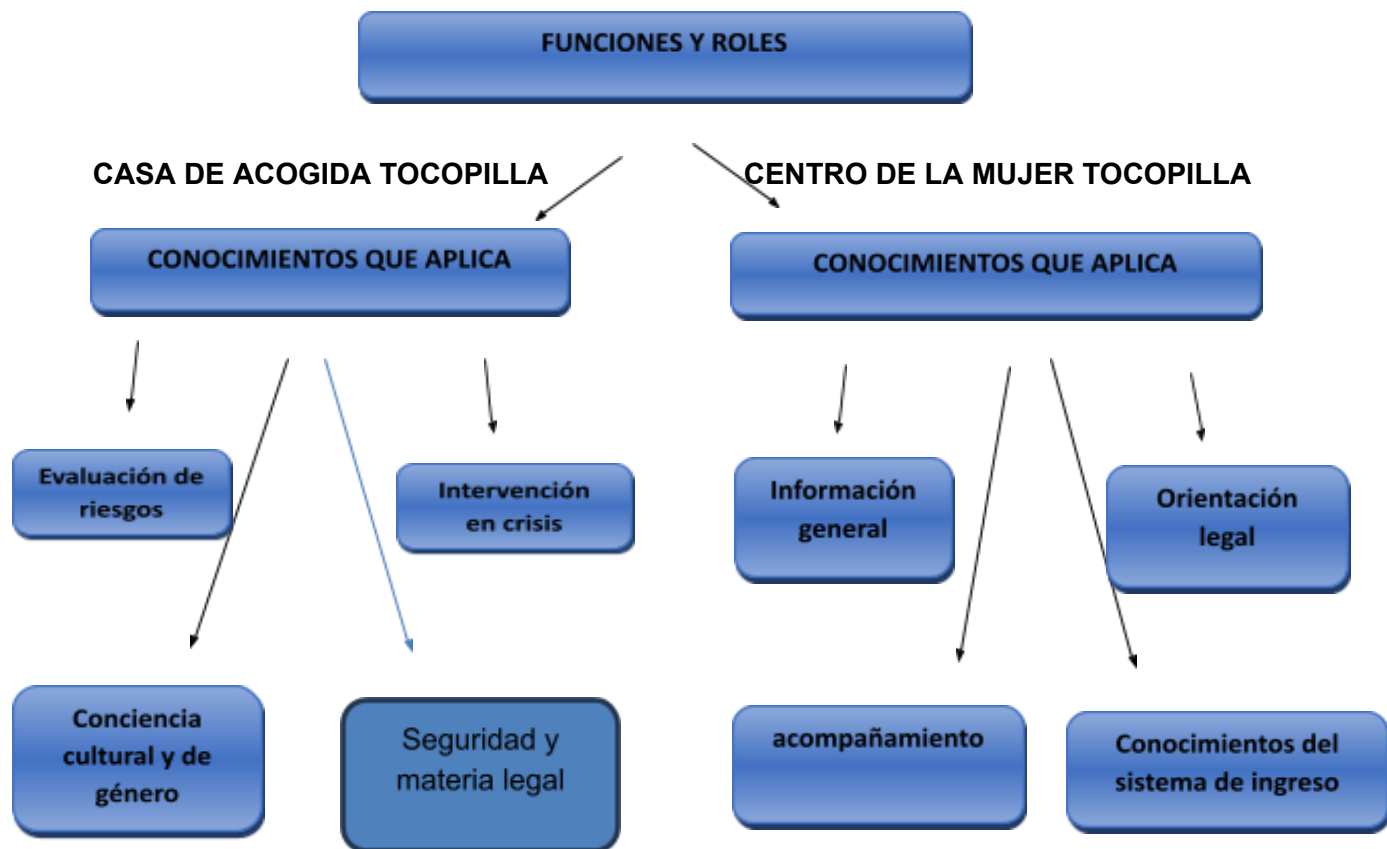 FUNCIONES Y ROLES
CASA DE ACOGIDA TOCOPILLA
CENTRO DE LA MUJER TOCOPILLA
CONOCIMIENTOS QUE APLICA
CONOCIMIENTOS QUE APLICA
Evaluación de
riesgos
Intervención
en crisis
Información
general
Orientación
legal
Conciencia
cultural y de
género
Seguridad y
materia legal
acompañamiento
Conocimientos del
sistema de ingreso